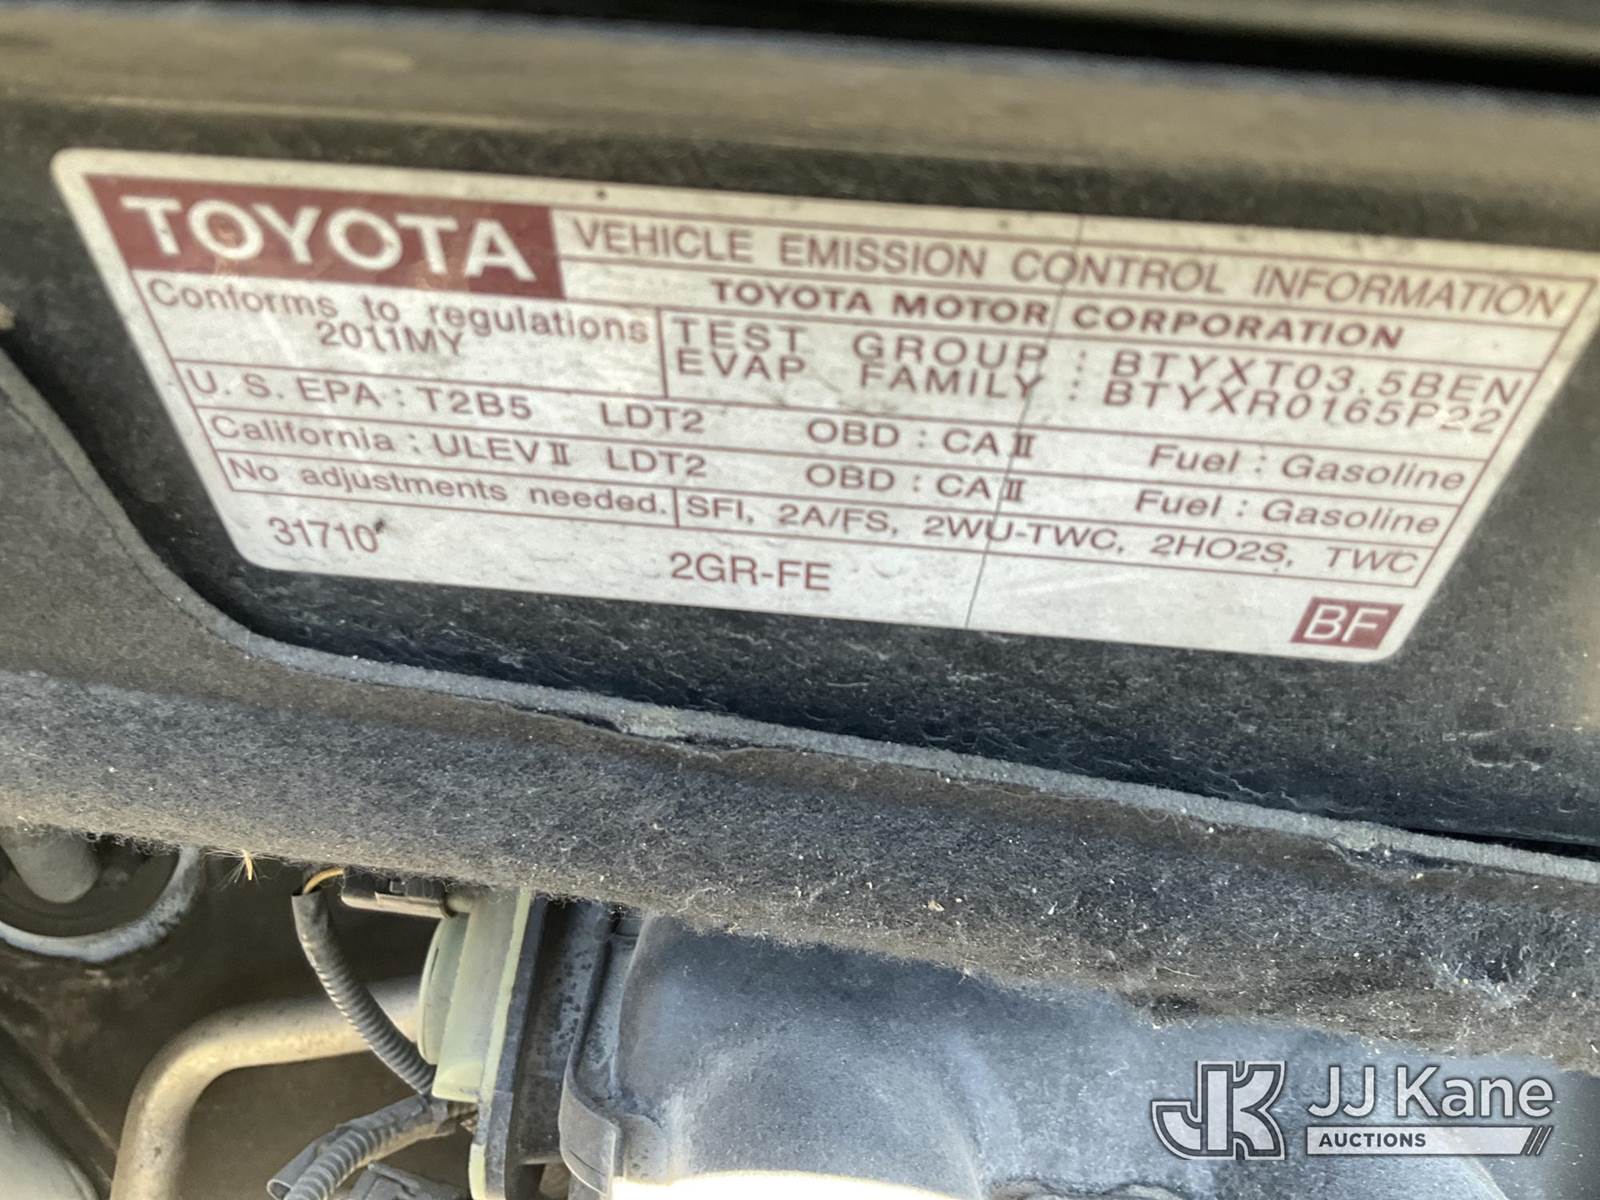 TOYOTA
VEHICLE EMISSION CONTROL INFORMATION
TOYOTA MOTOR CORPORATION
Conforms to regulations
2011MY
TEST GROUP : BTYXT03.5BEN
EVAP FAMILY : BTYXR0165P22
U.S. EPA : T2B5 LDT2 OBD : CA II Fuel : Gasoline
California : ULEV II LDT2 OBD : CA II Fuel : Gasoline
No adjustments needed. SFI, 2A/FS, 2WU-TWC, 2HO2S, TWC
31710
2GR-FE
BF
JK JJ Kane
AUCTIONS